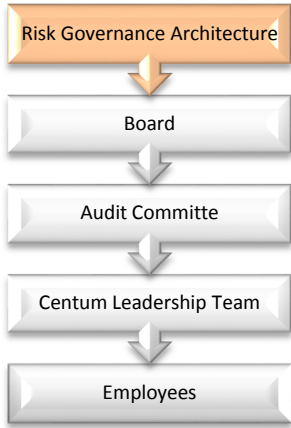 Risk Governance Architecture
Board
Audit Committe
Centum Leadership Team
Employees